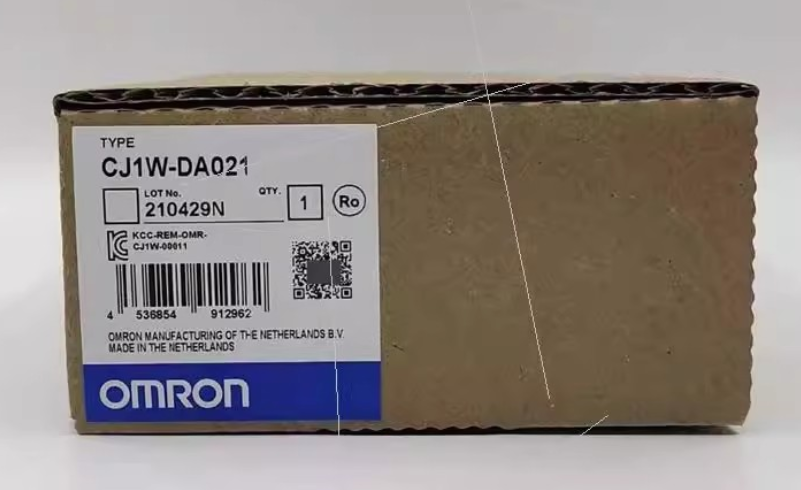 TYPE
CJ1W-DA021
LOT No. QTY.
210429N 1 Ro
KCC-REM-OMR-
CJ1W-00011
4 536854 912962
OMRON MANUFACTURING OF THE NETHERLANDS B.V.
MADE IN THE NETHERLANDS
OMRON